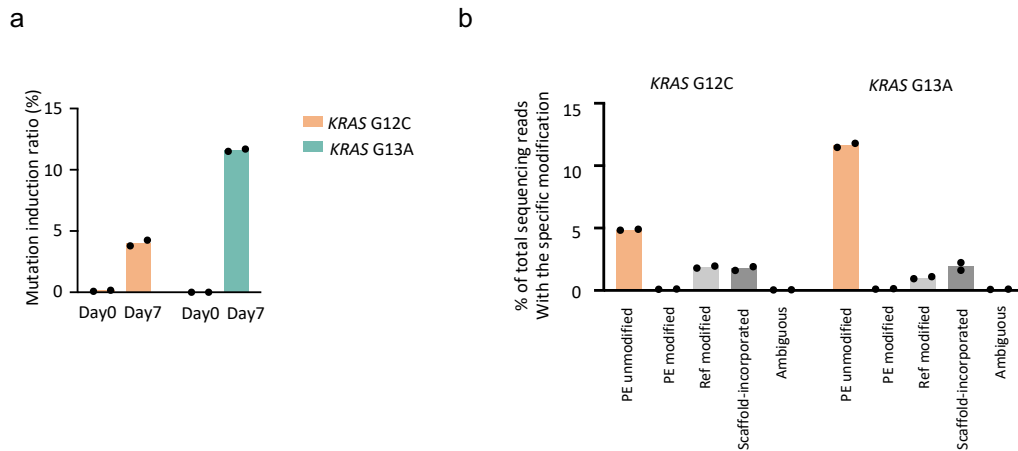 a
b
Mutation induction ratio (%)
15
10
5
0
Day0 Day7 Day0 Day7
KRAS G12C
KRAS G13A
% of total sequencing reads
With the specific modification
KRAS G12C
KRAS G13A
15
10
5
0
PE unmodified
PE modified
Ref modified
Scaffold-incorporated
Ambiguous
PE unmodified
PE modified
Ref modified
Scaffold-incorporated
Ambiguous